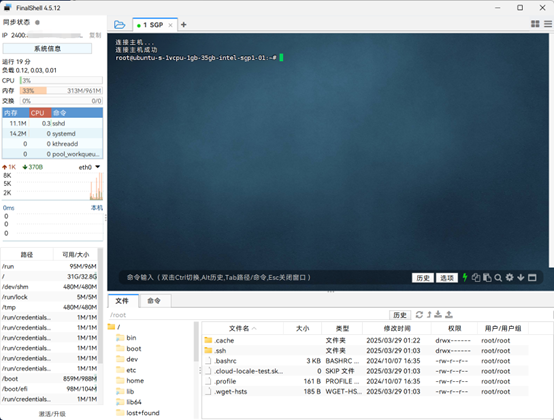 FinalShell 4.5.12
同步状态
IP 2400:
复制
系统信息
运行 19 分
负载 0.12, 0.03, 0.01
CPU 3%
内存 33% 313M/961M
交换 0% 0/0
内存 CPU 命令
11.1M 0.3 sshd
14.2M 0 systemd
0 0 kthreadd
0 0 pool_workqueu...
1K 370B eth0
8K
5K
2K
0ms 本机
0
0
0
路径 可用/大小
/run 95M/96M
/ 31G/32.8G
/dev/shm 480M/480M
/run/lock 5M/5M
/tmp 480M/480M
/run/credentials... 1M/1M
/run/credentials... 1M/1M
/run/credentials... 1M/1M
/run/credentials... 1M/1M
/run/credentials... 1M/1M
/boot 859M/988M
/boot/efi 98M/104M
/run/credentials... 1M/1M
激活/升级
1 SGP
连接主机...
连接主机成功
root@ubuntu-s-1vcpu-1gb-35gb-intel-sgp1-01:~#
命令输入 (双击Ctrl切换,Alt历史,Tab路径/命令,Esc关闭窗口)
历史 选项
文件 命令
/root
历史
/
bin
boot
dev
etc
home
lib
lib64
lost+found
文件名 大小 类型 修改时间 权限 用户/用户组
.cache 文件夹 2025/03/29 01:22 drwx------ root/root
.ssh 文件夹 2025/03/29 01:20 drwx------ root/root
.bashrc 3 KB BASHRC ... 2024/10/07 16:35 -rw-r--r-- root/root
.cloud-locale-test.sk... SKIP 文件 2025/03/29 01:20 -rw-r--r-- root/root
.profile 161 B PROFILE ... 2024/10/07 16:35 -rw-r--r-- root/root
.wget-hsts 185 B WGET-HS... 2025/03/29 01:20 -rw-r--r-- root/root